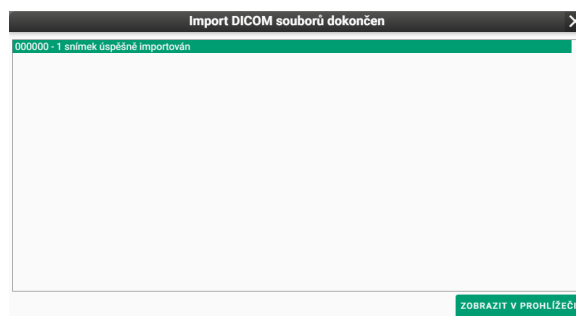 Import DICOM souborů dokončen
000000 - 1 snímek úspěšně importován
ZOBRAZIT V PROHLÍŽEČI